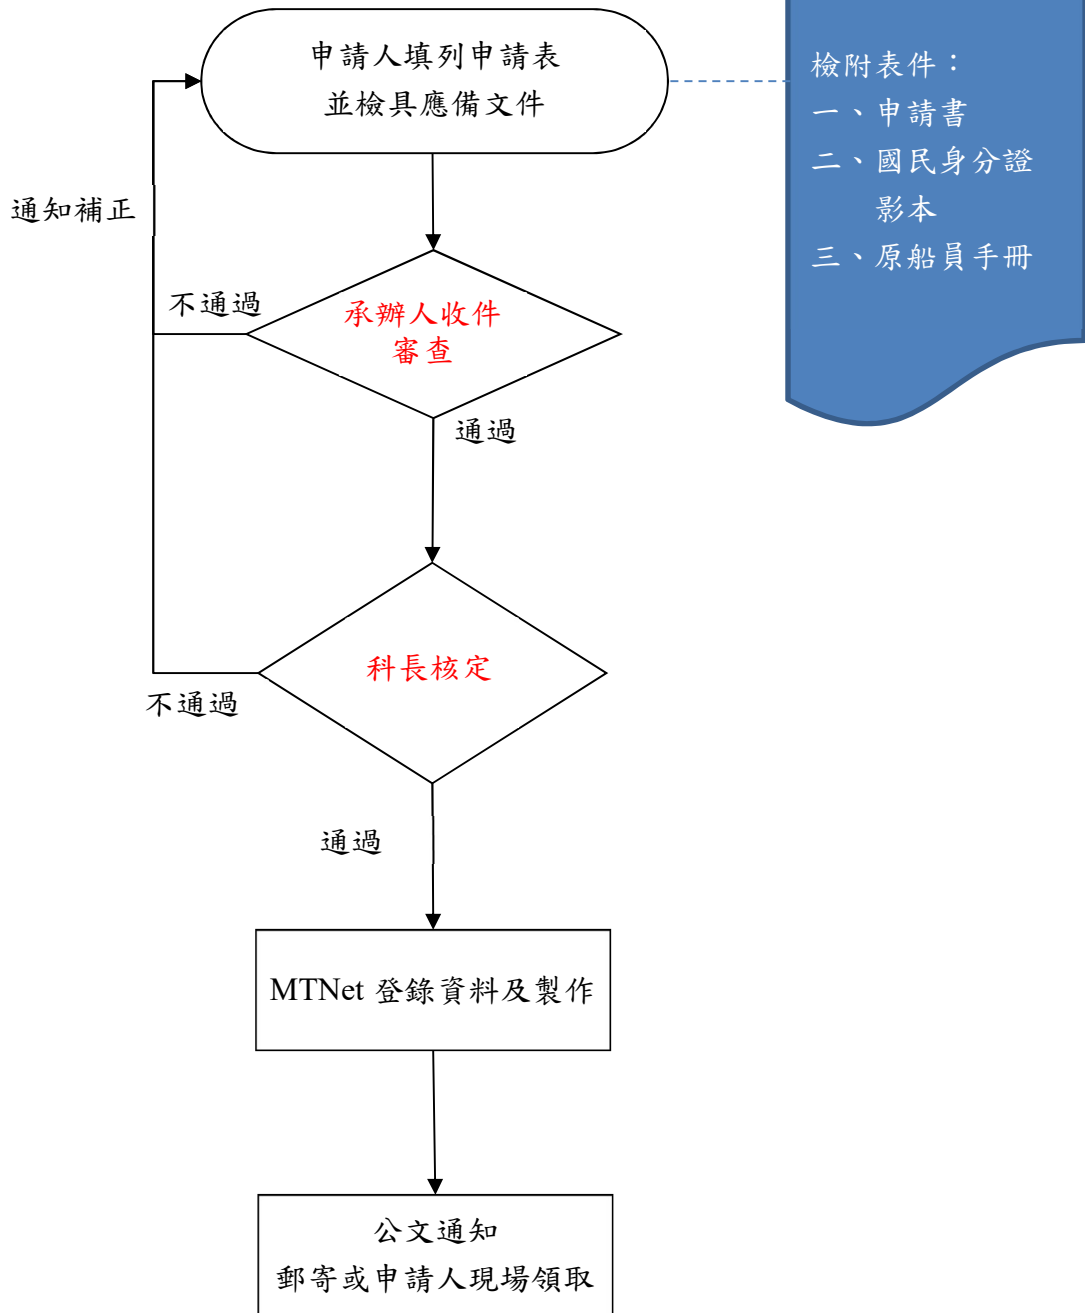 申請人填列申請表
並檢具應備文件
檢附表件：
一、申請書
二、國民身分證
影本
三、原船員手冊
通知補正
不通過
承辦人收件
審查
通過
科長核定
不通過
通過
MTNet 登錄資料及製作
公文通知
郵寄或申請人現場領取